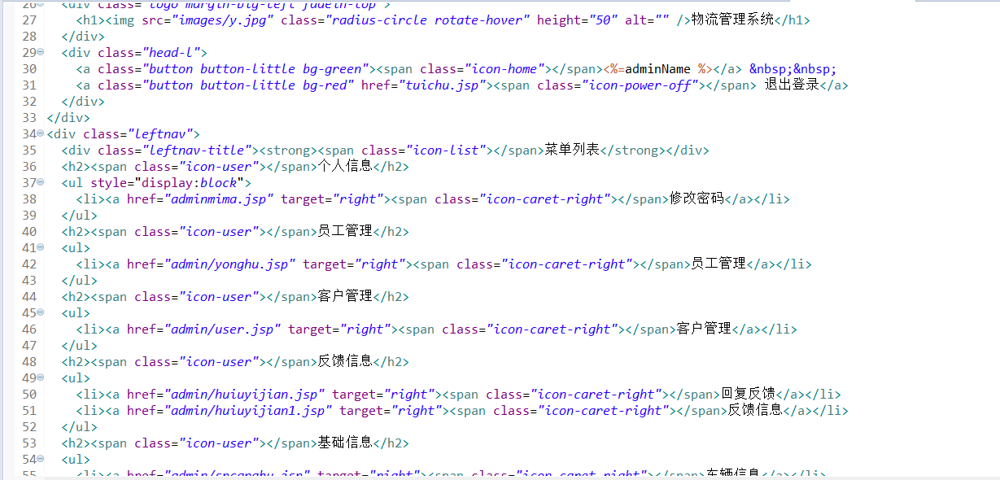 26 <div class="logo margin-big-left fadein-top">
27 <h1><img src="images/y.jpg" class="radius-circle rotate-hover" height="50" alt="" />物流管理系统</h1>
28 </div>
29 <div class="head-l">
30 <a class="button button-little bg-green"><span class="icon-home"></span><%=adminName %></a> &nbsp;&nbsp;
31 <a class="button button-little bg-red" href="tuichu.jsp"><span class="icon-power-off"></span> 退出登录</a>
32 </div>
33 </div>
34 <div class="leftnav">
35 <div class="leftnav-title"><strong><span class="icon-list"></span>菜单列表</strong></div>
36 <h2><span class="icon-user"></span>个人信息</h2>
37 <ul style="display:block">
38 <li><a href="adminmima.jsp" target="right"><span class="icon-caret-right"></span>修改密码</a></li>
39 </ul>
40 <h2><span class="icon-user"></span>员工管理</h2>
41 <ul>
42 <li><a href="admin/yonghu.jsp" target="right"><span class="icon-caret-right"></span>员工管理</a></li>
43 </ul>
44 <h2><span class="icon-user"></span>客户管理</h2>
45 <ul>
46 <li><a href="admin/user.jsp" target="right"><span class="icon-caret-right"></span>客户管理</a></li>
47 </ul>
48 <h2><span class="icon-user"></span>反馈信息</h2>
49 <ul>
50 <li><a href="admin/huiuyijian.jsp" target="right"><span class="icon-caret-right"></span>回复反馈</a></li>
51 <li><a href="admin/huiuyijian1.jsp" target="right"><span class="icon-caret-right"></span>反馈信息</a></li>
52 </ul>
53 <h2><span class="icon-user"></span>基础信息</h2>
54 <ul>
55 <li><a target="right"><span class="icon-caret-right"></span>车辆信息</a></li>